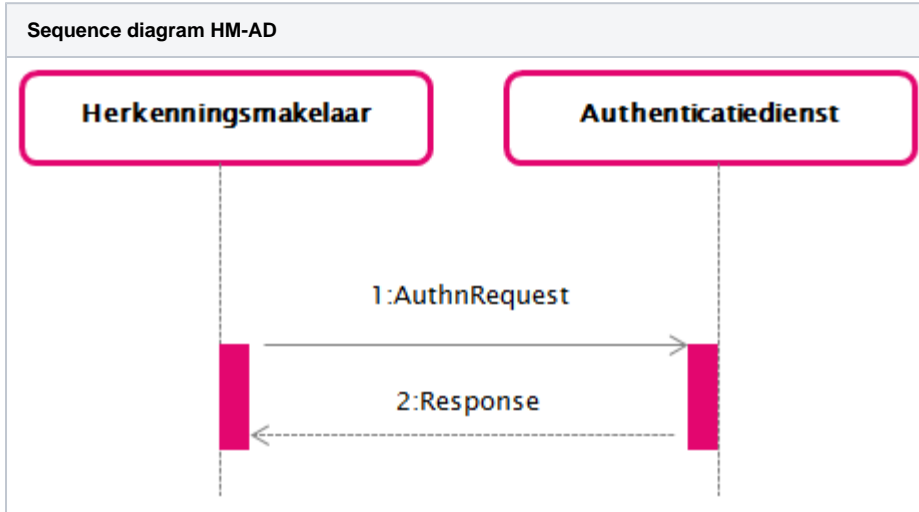 Sequence diagram HM-AD
Herkenningsmakelaar
Authenticatiedienst
1:AuthnRequest
2:Response